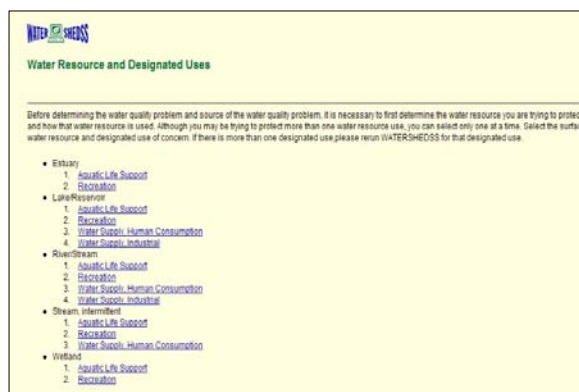 WATER SHEDSS
Water Resource and Designated Uses
Before determining the water quality problem and source of the water quality problem, it is necessary to first determine the water resource you are trying to protect
and how that water resource is used. Although you may be trying to protect more than one water resource use, you can select only one at a time. Select the surfac
water resource and designated use of concern. If there is more than one designated use,please rerun WATERSHEDSS for that designated use.
• Estuary
1. Aquatic Life Support
2. Recreation
• Lake/Reservoir
1. Aquatic Life Support
2. Recreation
3. Water Supply, Human Consumption
4. Water Supply, Industrial
• River/Stream
1. Aquatic Life Support
2. Recreation
3. Water Supply, Human Consumption
4. Water Supply, Industrial
• Stream, intermittent
1. Aquatic Life Support
2. Recreation
3. Water Supply, Human Consumption
• Wetland
1. Aquatic Life Support
2. Recreation